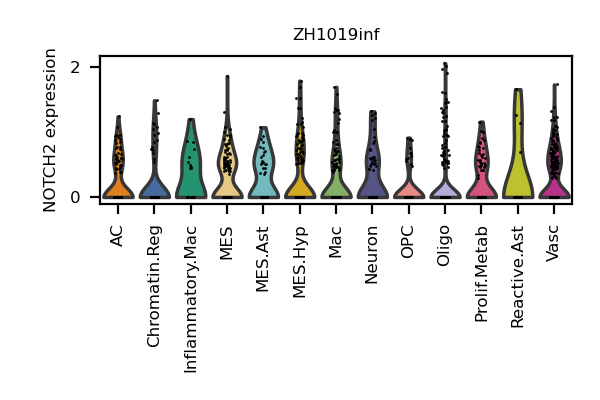 ZH1019inf
NOTCH2 expression
2
0
AC
Chromatin.Reg
Inflammatory.Mac
MES
MES.Ast
MES.Hyp
Mac
Neuron
OPC
Oligo
Prolif.Metab
Reactive.Ast
Vasc